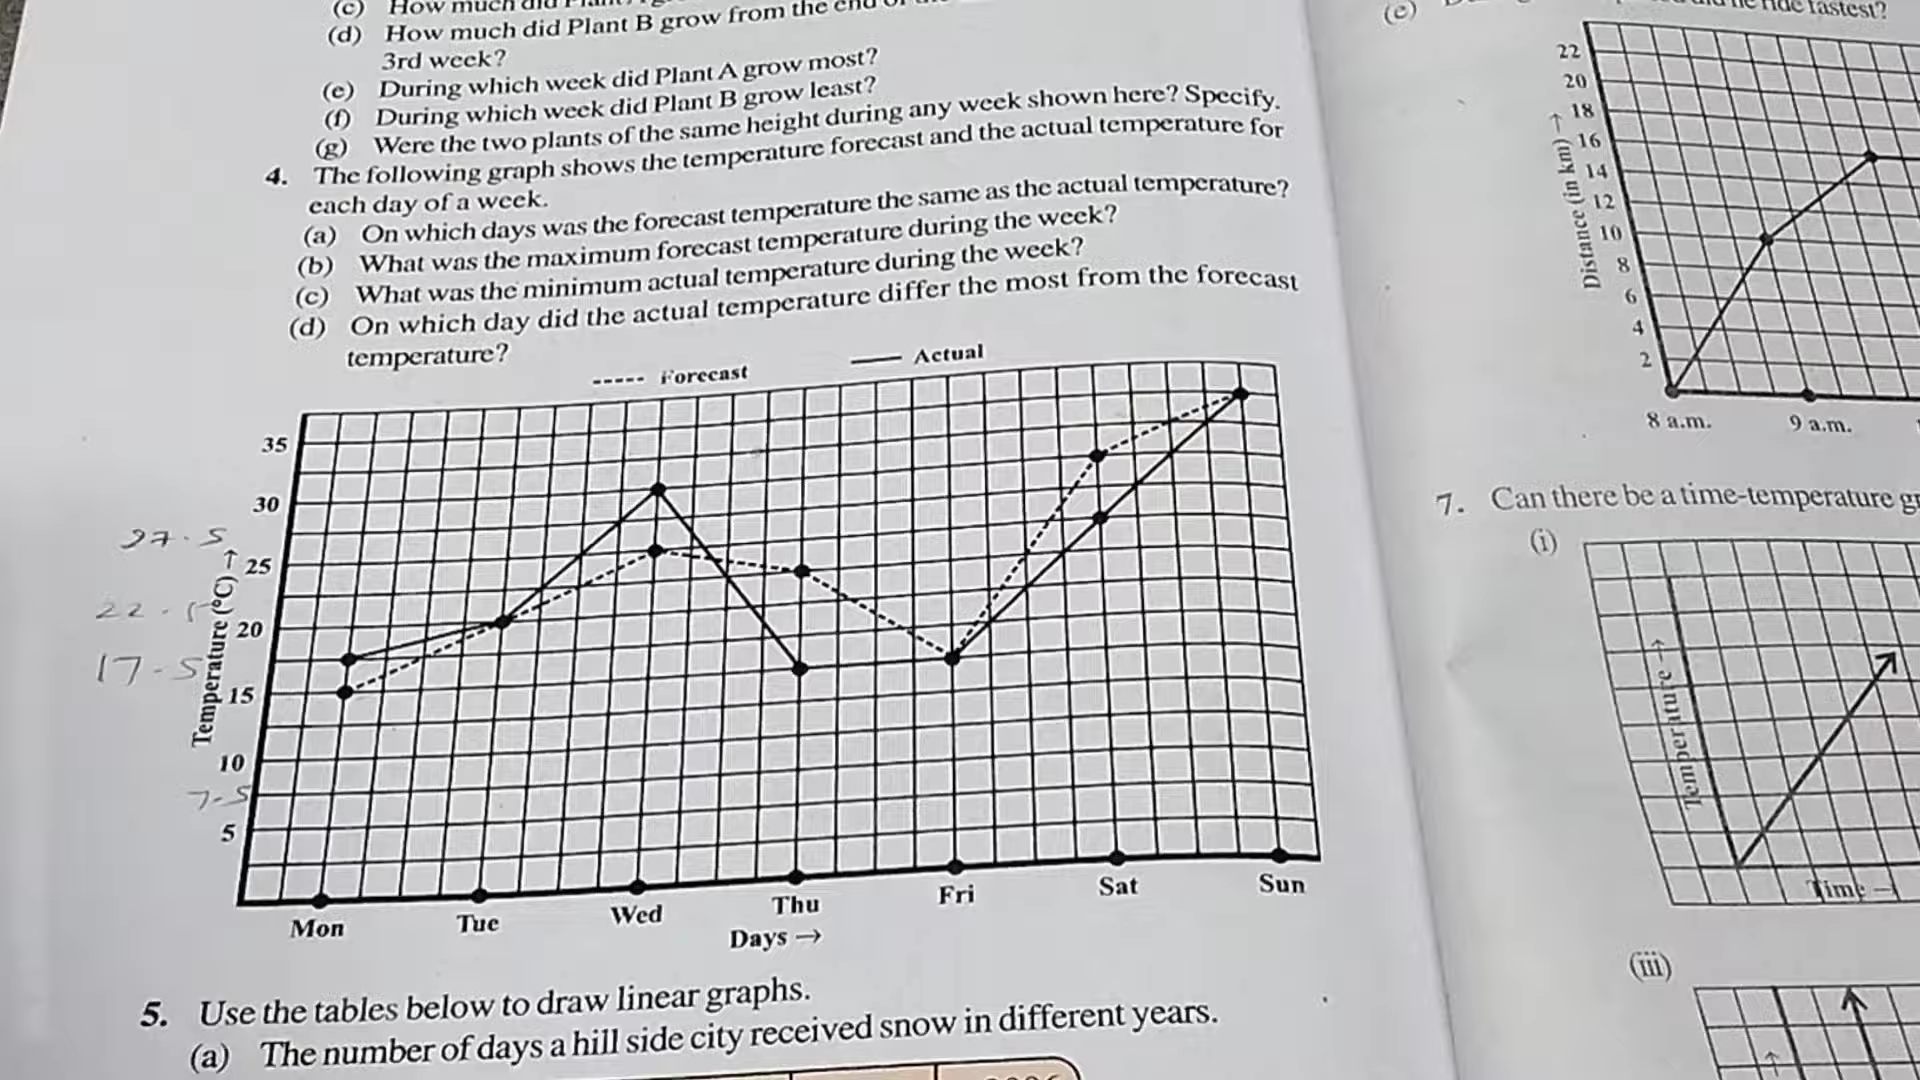 (c) How much did Plant
(d) How much did Plant B grow from the end of the
3rd week?
(e) During which week did Plant A grow most?
(f) During which week did Plant B grow least?
(g) Were the two plants of the same height during any week shown here? Specify.
4. The following graph shows the temperature forecast and the actual temperature for
each day of a week.
(a) On which days was the forecast temperature the same as the actual temperature?
(b) What was the maximum forecast temperature during the week?
(c) What was the minimum actual temperature during the week?
(d) On which day did the actual temperature differ the most from the forecast
temperature?
----- Forecast —— Actual
35
30
27.5
25
22.5
20
17-5
15
10
7-5
5
Temperature (°C) →
Mon Tue Wed Thu Fri Sat Sun
Days →
5. Use the tables below to draw linear graphs.
(a) The number of days a hill side city received snow in different years.
(e) ride fastest?
22
20
18
16
14
12
10
8
6
4
2
Distance (in km) →
8 a.m. 9 a.m.
7. Can there be a time-temperature
(i)
Temperature →
Time →
(iii)